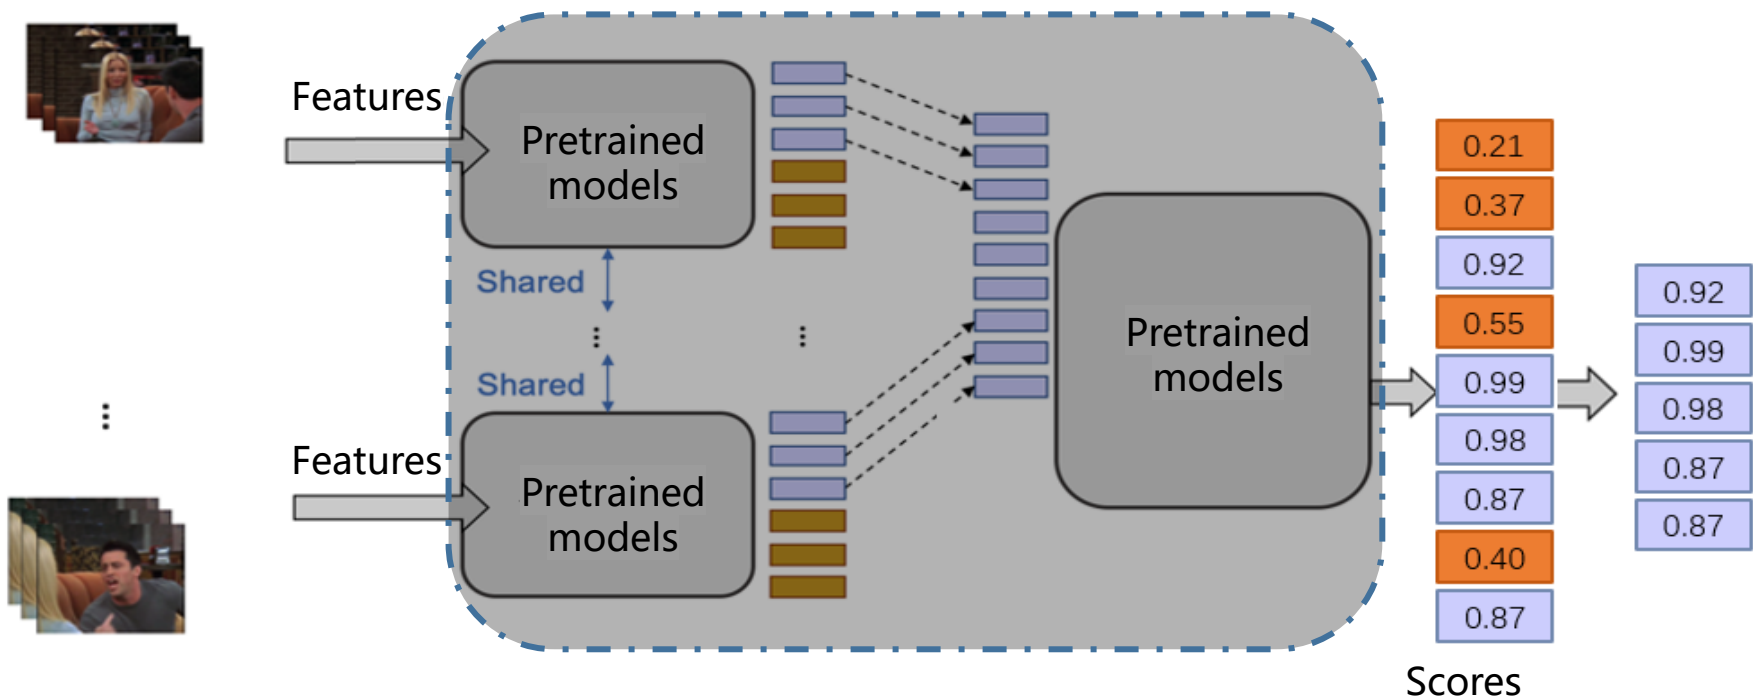 Features
Pretrained
models
Shared
...
...
Shared
...
Features
Pretrained
models
Pretrained
models
0.21
0.37
0.92
0.55
0.99
0.98
0.87
0.40
0.87
Scores
0.92
0.99
0.98
0.87
0.87